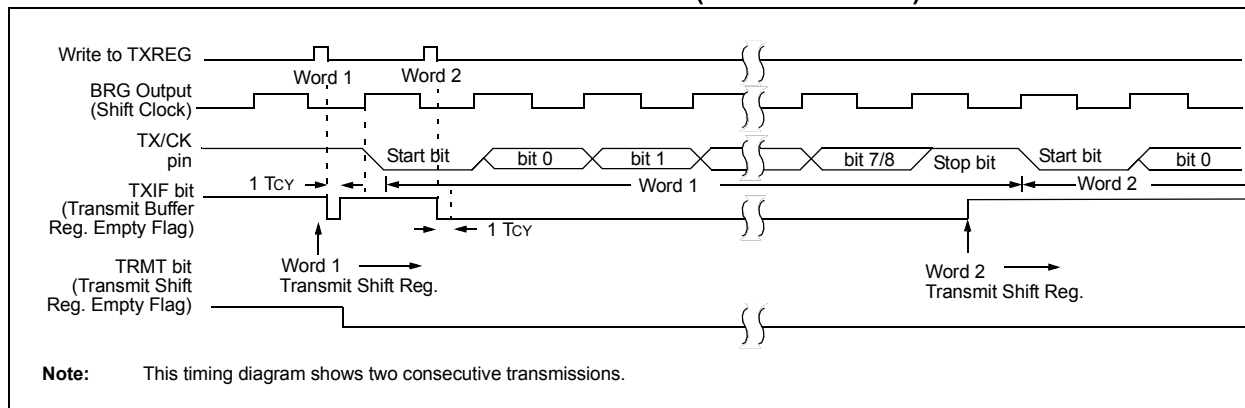 Write to TXREG
Word 1 Word 2
BRG Output
(Shift Clock)
TX/CK
pin
Start bit bit 0 bit 1 bit 7/8 Stop bit Start bit bit 0
1 TCY Word 1 Word 2
TXIF bit
(Transmit Buffer
Reg. Empty Flag)
1 TCY
TRMT bit
(Transmit Shift
Reg. Empty Flag)
Word 1
Transmit Shift Reg.
Word 2
Transmit Shift Reg.
Note: This timing diagram shows two consecutive transmissions.